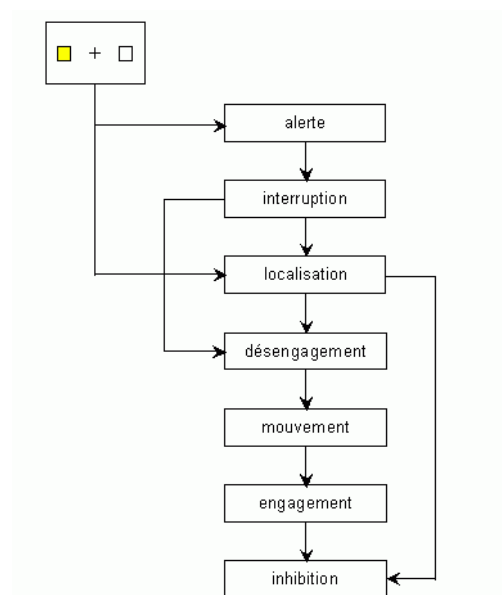 +
alerte
interruption
localisation
désengagement
mouvement
engagement
inhibition